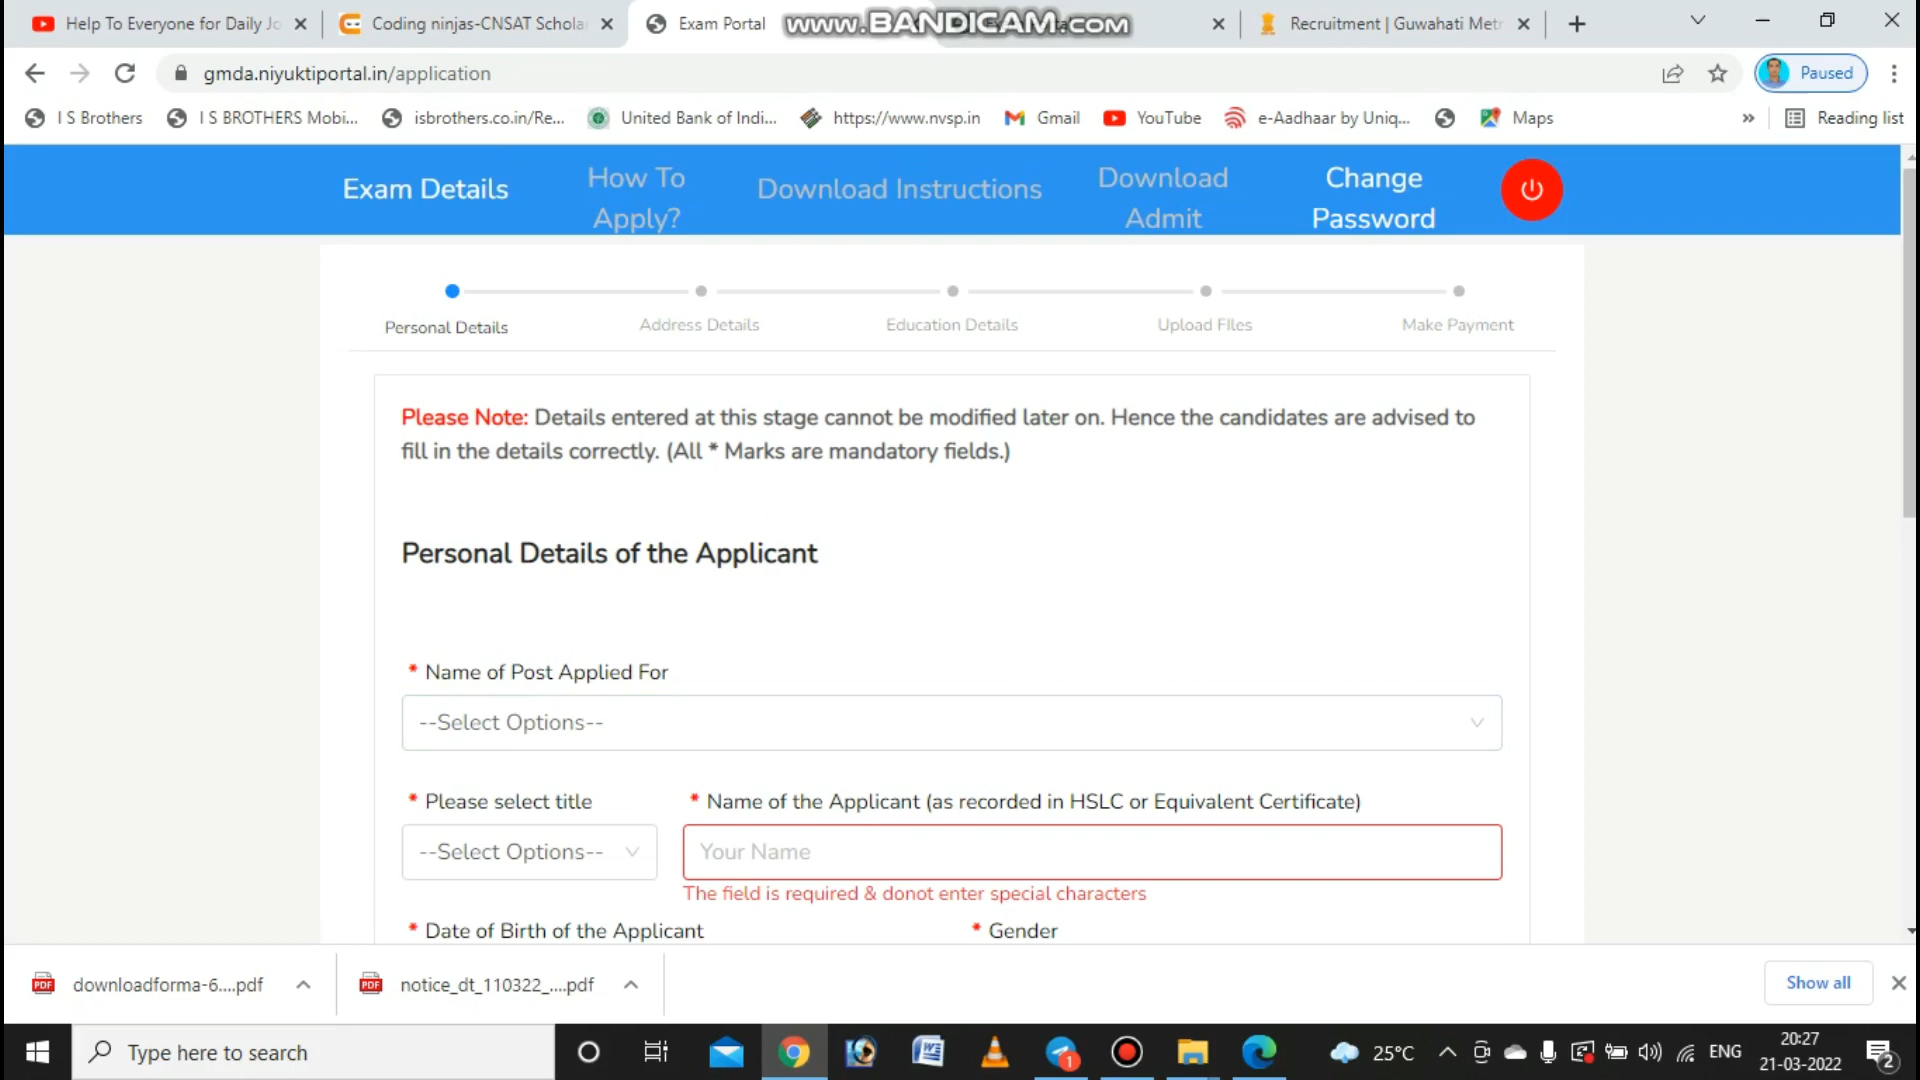 Help To Everyone for Daily Jo
Coding ninjas-CNSAT Schola
Exam Portal
www.BANDICAM.com
Recruitment | Guwahati Metr
gmda.niyuktiportal.in/application
Paused
I S Brothers
I S BROTHERS Mobi...
isbrothers.co.in/Re...
United Bank of Indi...
https://www.nvsp.in
Gmail
YouTube
e-Aadhaar by Uniq...
Maps
»
Reading list
Exam Details
How To
Apply?
Download Instructions
Download
Admit
Change
Password
Personal Details
Address Details
Education Details
Upload FIles
Make Payment
Please Note: Details entered at this stage cannot be modified later on. Hence the candidates are advised to
fill in the details correctly. (All * Marks are mandatory fields.)
Personal Details of the Applicant
* Name of Post Applied For
--Select Options--
* Please select title
* Name of the Applicant (as recorded in HSLC or Equivalent Certificate)
--Select Options--
Your Name
The field is required & donot enter special characters
* Date of Birth of the Applicant
* Gender
PDF
downloadforma-6....pdf
PDF
notice_dt_110322_....pdf
Show all
Type here to search
1
25°C
ENG
20:27
21-03-2022
2